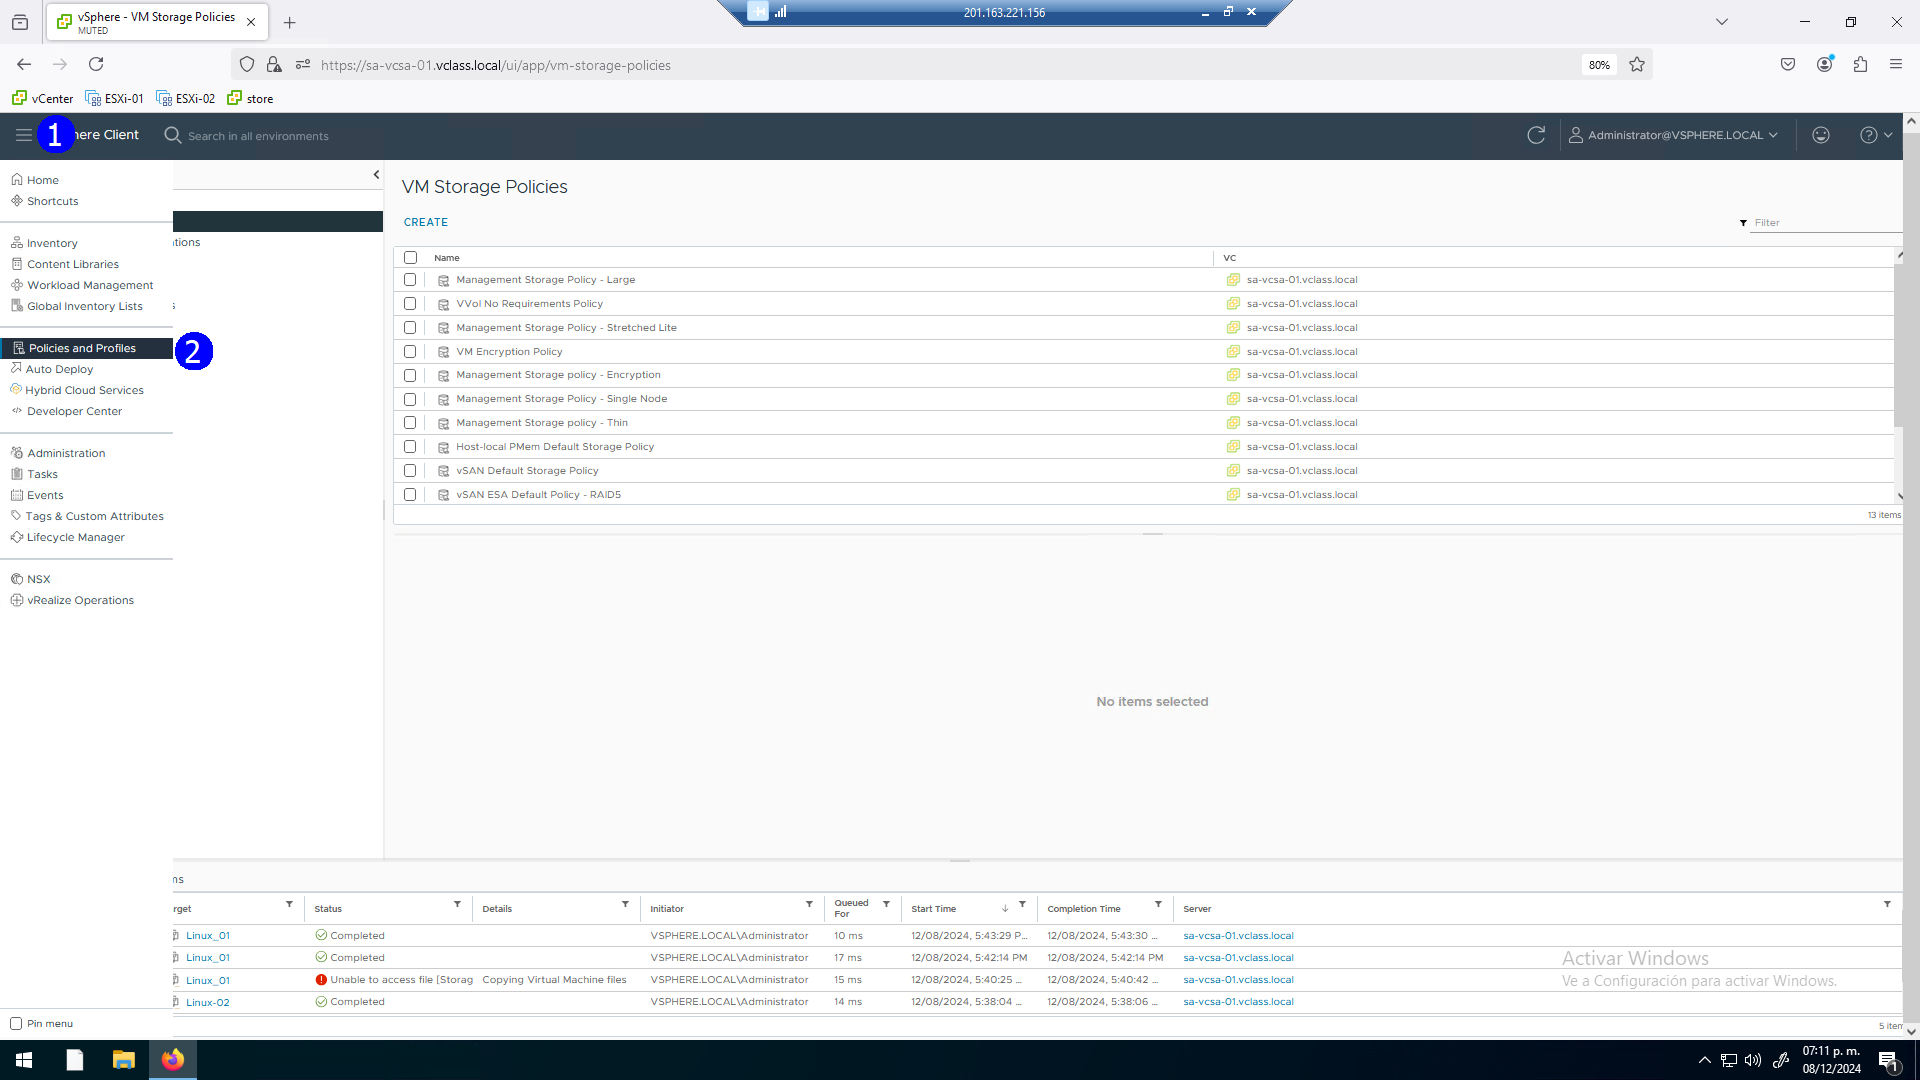 vSphere - VM Storage Policies
MUTED
201.163.221.156
https://sa-vcsa-01.vclass.local/ui/app/vm-storage-policies
80%
vCenter
ESXi-01
ESXi-02
store
1
here Client
Search in all environments
Administrator@VSPHERE.LOCAL
Home
Shortcuts
Inventory
Content Libraries
Workload Management
Global Inventory Lists
Policies and Profiles
2
Auto Deploy
Hybrid Cloud Services
Developer Center
Administration
Tasks
Events
Tags & Custom Attributes
Lifecycle Manager
NSX
vRealize Operations
Pin menu
VM Storage Policies
CREATE
Filter
Name VC
Management Storage Policy - Large sa-vcsa-01.vclass.local
VVol No Requirements Policy sa-vcsa-01.vclass.local
Management Storage Policy - Stretched Lite sa-vcsa-01.vclass.local
VM Encryption Policy sa-vcsa-01.vclass.local
Management Storage policy - Encryption sa-vcsa-01.vclass.local
Management Storage Policy - Single Node sa-vcsa-01.vclass.local
Management Storage policy - Thin sa-vcsa-01.vclass.local
Host-local PMem Default Storage Policy sa-vcsa-01.vclass.local
vSAN Default Storage Policy sa-vcsa-01.vclass.local
vSAN ESA Default Policy - RAID5 sa-vcsa-01.vclass.local
13 items
No items selected
rget Status Details Initiator Queued For Start Time Completion Time Server
Linux_01 Completed VSPHERE.LOCAL\Administrator 10 ms 12/08/2024, 5:43:29 P... 12/08/2024, 5:43:30 ... sa-vcsa-01.vclass.local
Linux_01 Completed VSPHERE.LOCAL\Administrator 17 ms 12/08/2024, 5:42:14 PM 12/08/2024, 5:42:14 PM sa-vcsa-01.vclass.local
Linux_01 Unable to access file [Storag Copying Virtual Machine files VSPHERE.LOCAL\Administrator 15 ms 12/08/2024, 5:40:25 ... 12/08/2024, 5:40:42 ... sa-vcsa-01.vclass.local
Linux-02 Completed VSPHERE.LOCAL\Administrator 14 ms 12/08/2024, 5:38:04 ... 12/08/2024, 5:38:06 ... sa-vcsa-01.vclass.local
5 item
Activar Windows
Ve a Configuración para activar Windows.
07:11 p. m.
08/12/2024
1